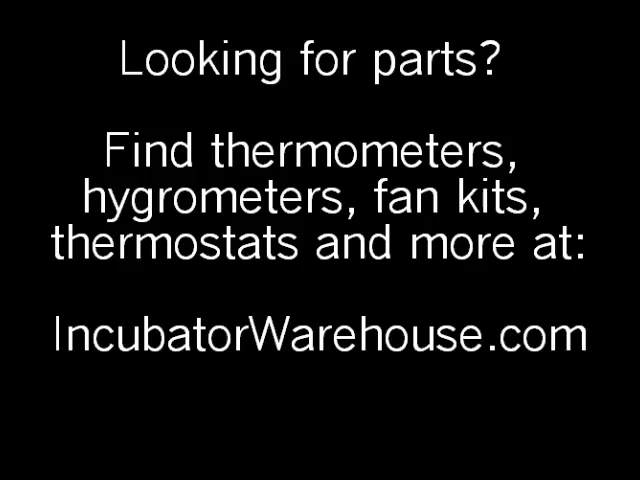 Looking for parts?
Find thermometers,
hygrometers, fan kits,
thermostats and more at:
IncubatorWarehouse.com